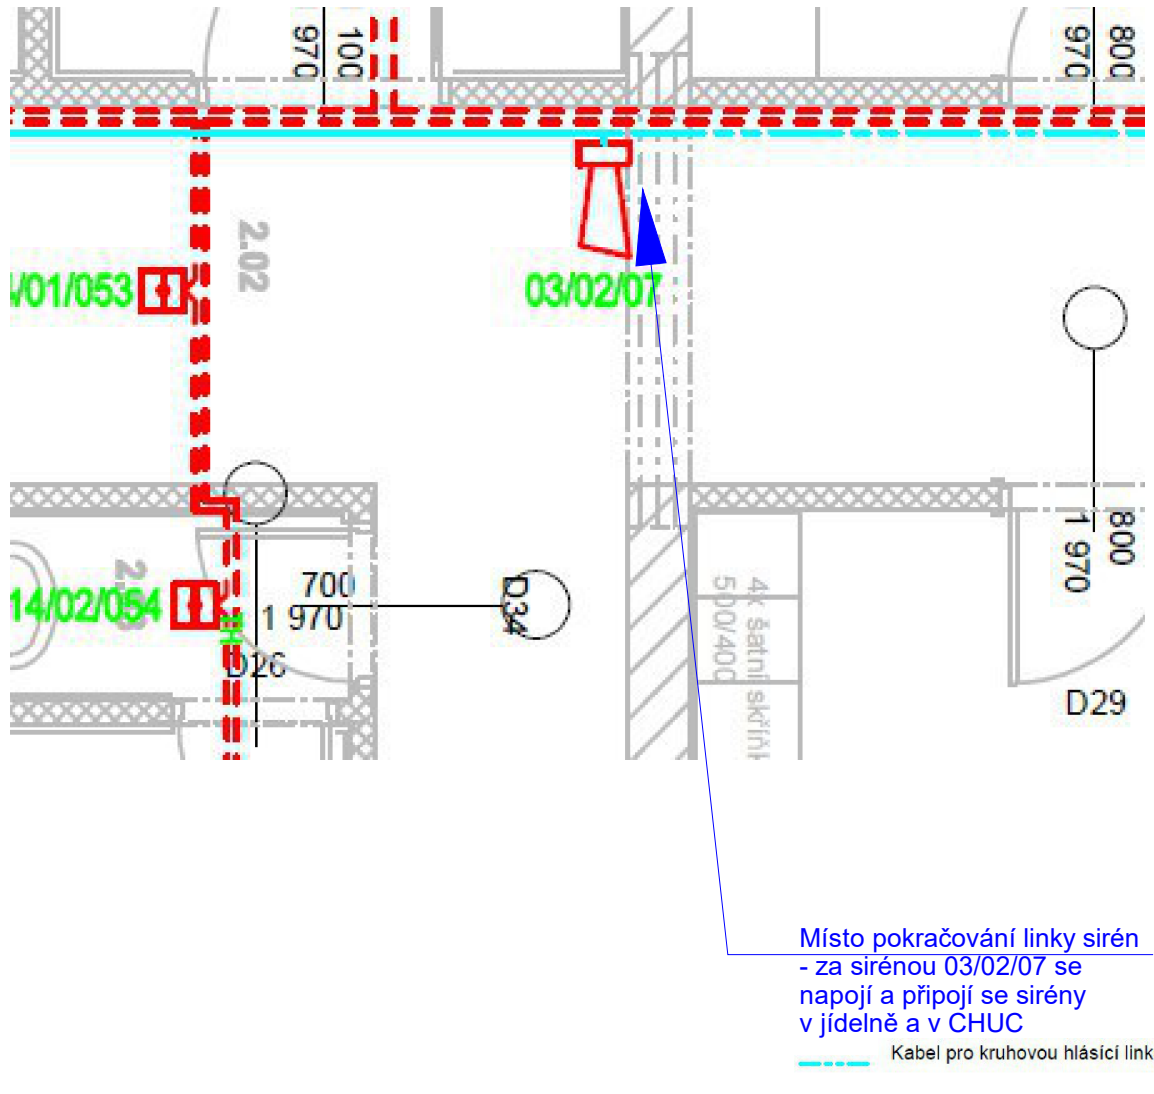 970
100
970
800
2.02
/01/053
03/02/07
1 970
800
14/02/054
700
1 970
D34
D26
4x šatní skříňk
500/400
D29
Místo pokračování linky sirén
- za sirénou 03/02/07 se
napojí a připojí se sirény
v jídelně a v CHUC
Kabel pro kruhovou hlásící link